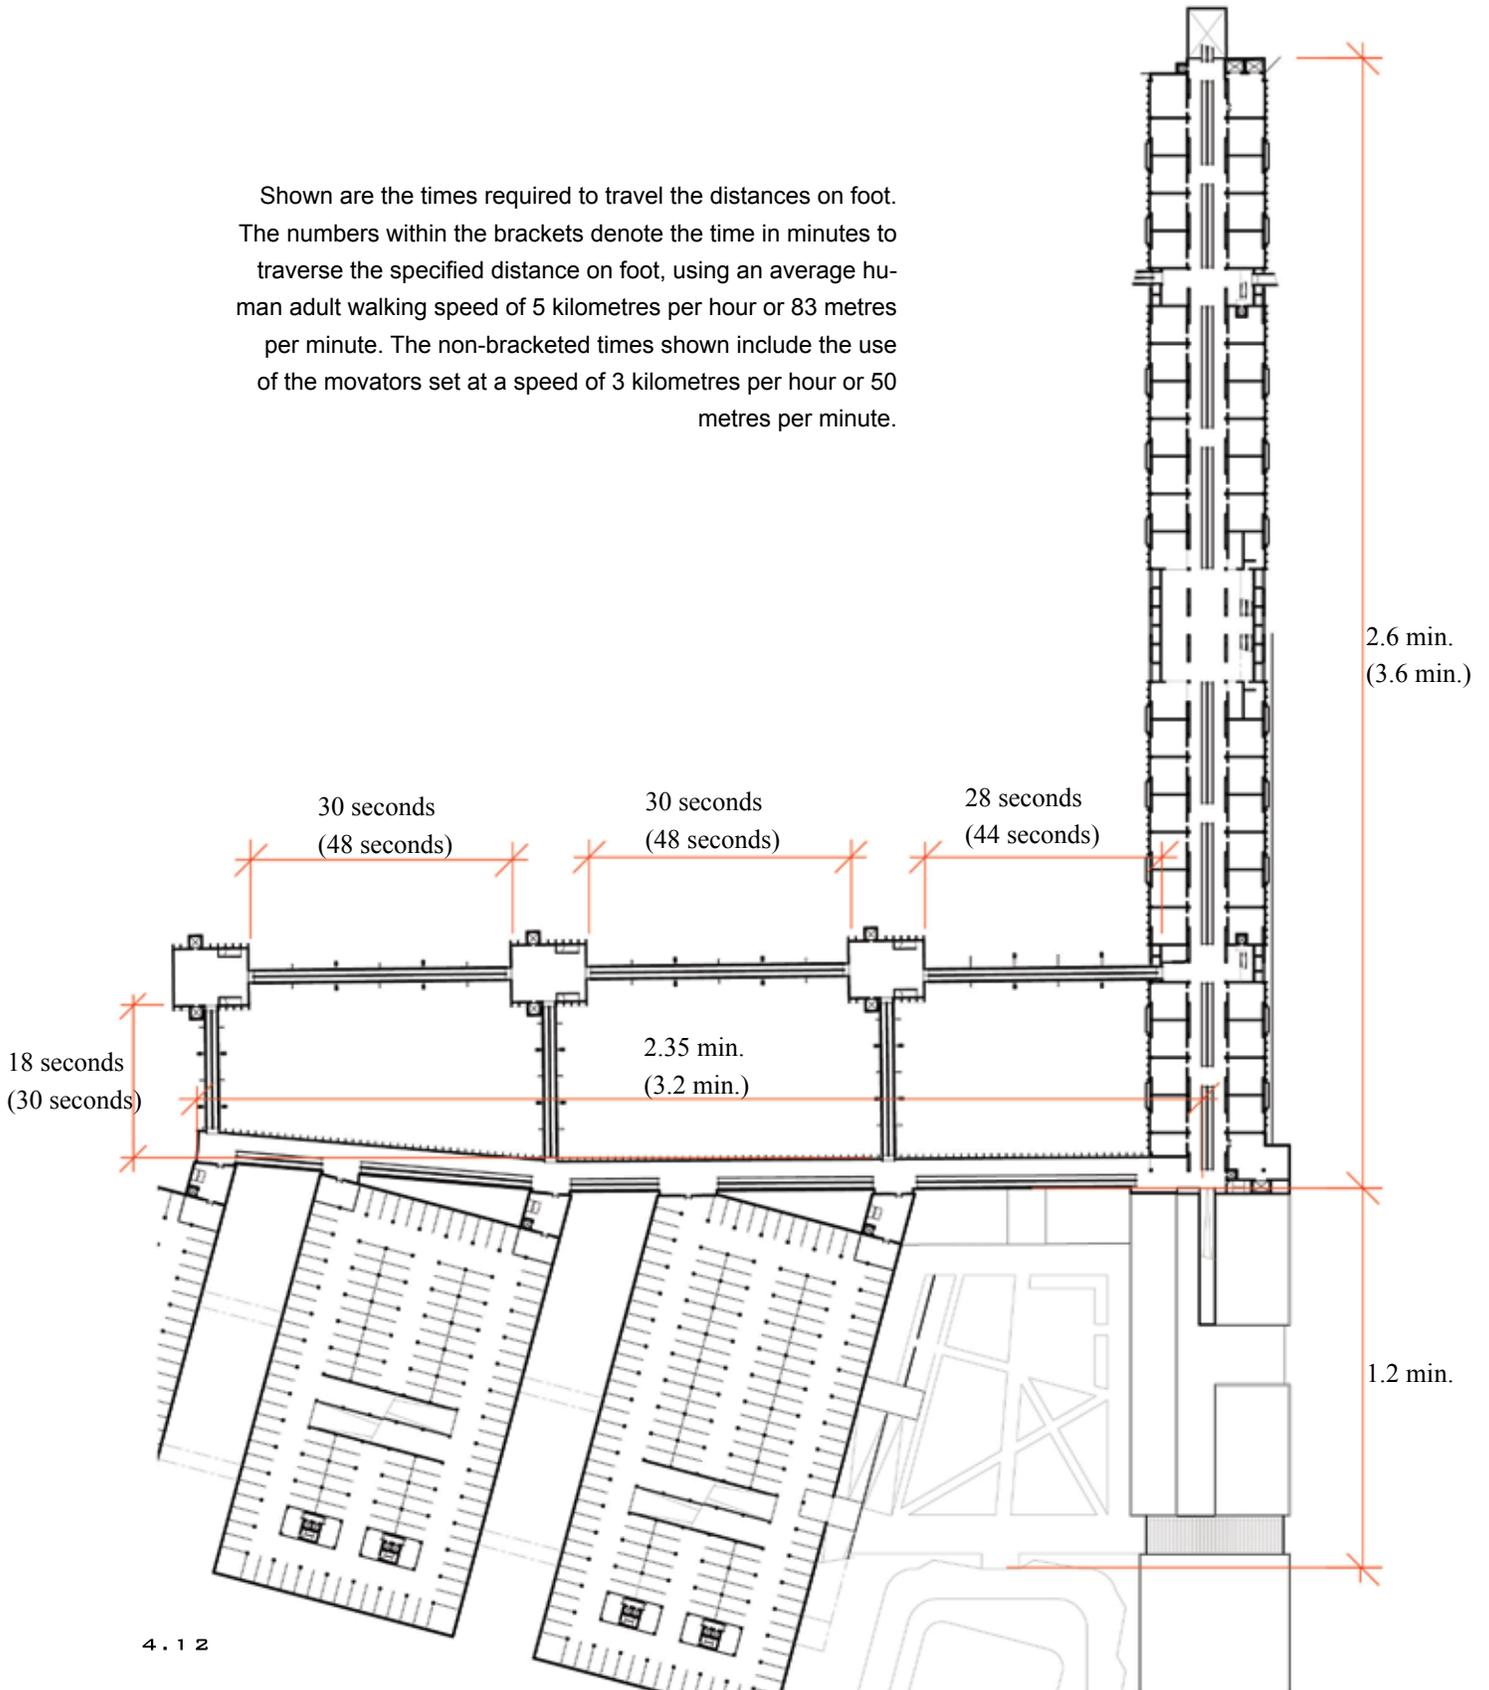 Shown are the times required to travel the distances on foot.
The numbers within the brackets denote the time in minutes to
traverse the specified distance on foot, using an average hu-
man adult walking speed of 5 kilometres per hour or 83 metres
per minute. The non-bracketed times shown include the use
of the movators set at a speed of 3 kilometres per hour or 50
metres per minute.
2.6 min.
(3.6 min.)
30 seconds
(48 seconds)
30 seconds
(48 seconds)
28 seconds
(44 seconds)
18 seconds
(30 seconds)
2.35 min.
(3.2 min.)
1.2 min.
4.12